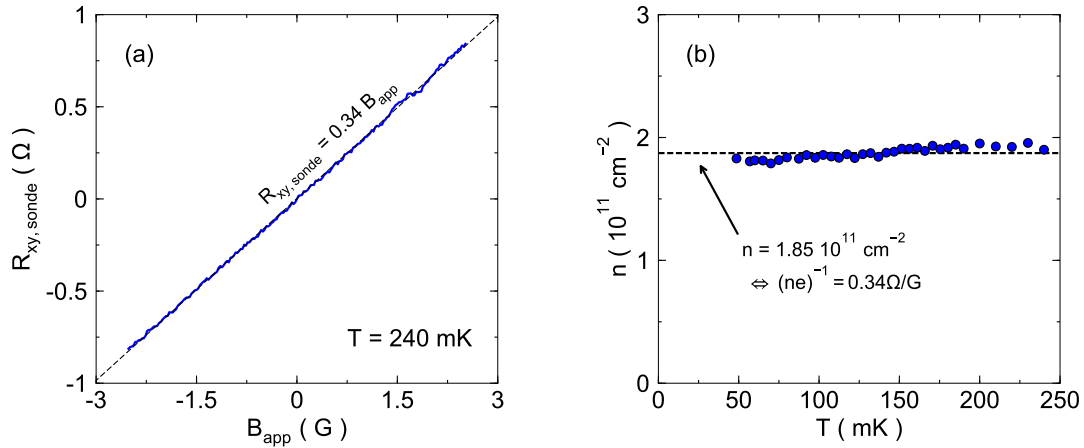 (a)
R_xy, sonde ( Ω )
1
0.5
0
-0.5
-1
R_xy, sonde = 0.34 B_app
T = 240 mK
-3
-1.5
0
1.5
3
B_app ( G )
(b)
n ( 10^11 cm^−2 )
3
2
1
0
n = 1.85 10^11 cm^−2
⇔ (ne)^−1 = 0.34Ω/G
0
50
100
150
200
250
T ( mK )